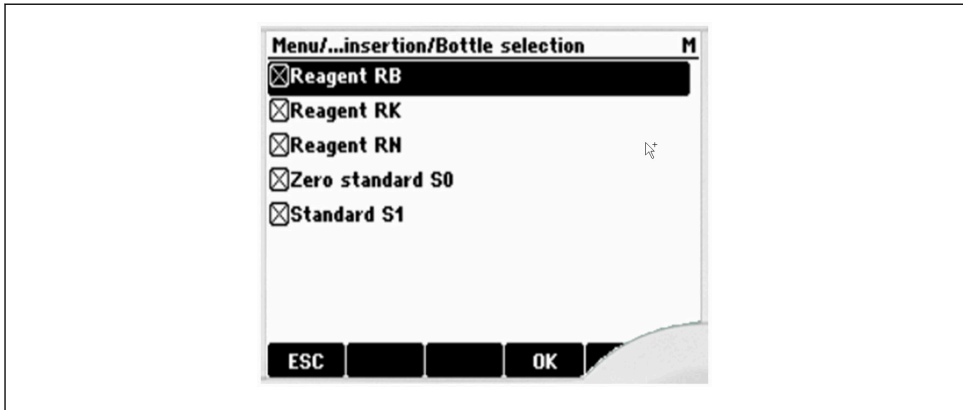 Menu/...insertion/Bottle selection M
Reagent RB
Reagent RK
Reagent RN
Zero standard S0
Standard S1
ESC OK